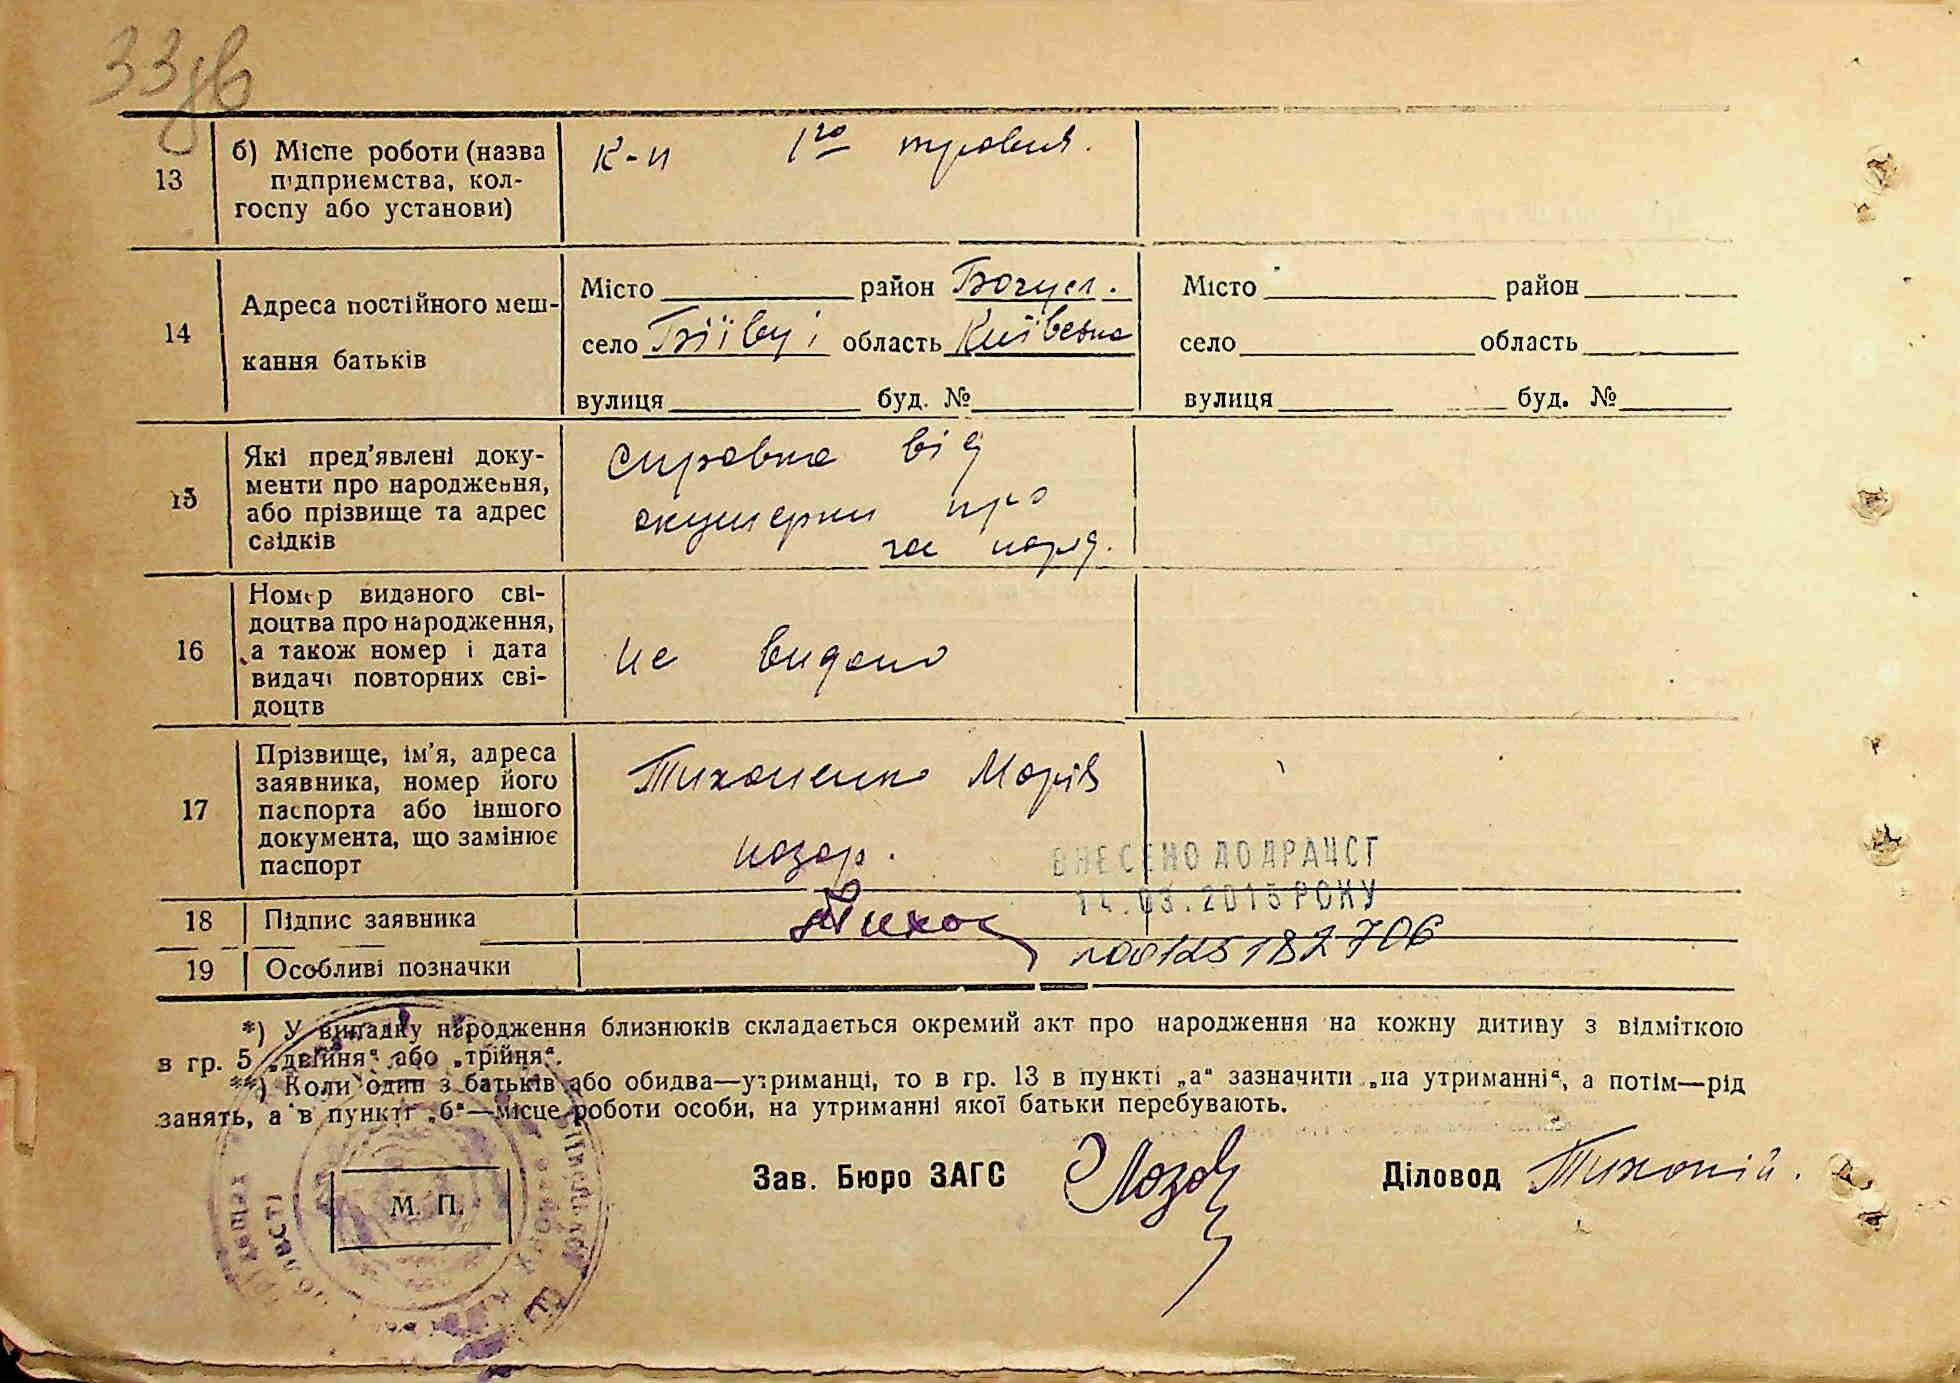 33зв
13 б) Місце роботи (назва підприємства, колгоспу або установи) К-п 1го травня.
14 Адреса постійного мешкання батьків
Місто район Богусл. Місто район
село Біївці область Київська село область
вулиця буд. № вулиця буд. №
15 Які пред'явлені документи про народження, або прізвище та адрес свідків
справка від
акушерки про
народ.
16 Номер виданого свідоцтва про народження, а також номер і дата видачі повторних свідоцтв
не видано
17 Прізвище, ім'я, адреса заявника, номер його паспорта або іншого документа, що замінює паспорт
Тихоненко Марія
ВНЕСЕНО ДО ДРАЦСГ
14.03.2015 РОКУ
18 Підпис заявника Тихо
19 Особливі позначки 00125182706
*) У випадку народження близнюків складається окремий акт про народження на кожну дитину з відміткою
в гр. 5 „двійня“ або „трійня“.
**) Коли один з батьків або обидва—утриманці, то в гр. 13 в пункті „а“ зазначити „на утриманні“, а потім—рід
занять, а в пункті „б“—місце роботи особи, на утриманні якої батьки перебувають.
М. П.
Зав. Бюро ЗАГС Діловод